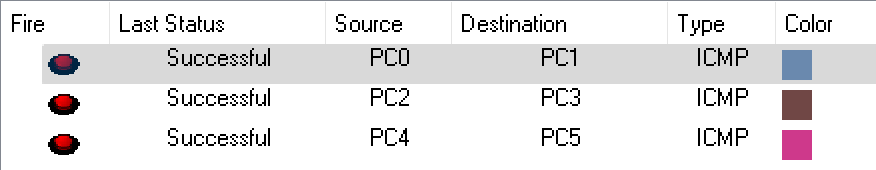 Fire Last Status Source Destination Type Color
Successful PC0 PC1 ICMP
Successful PC2 PC3 ICMP
Successful PC4 PC5 ICMP